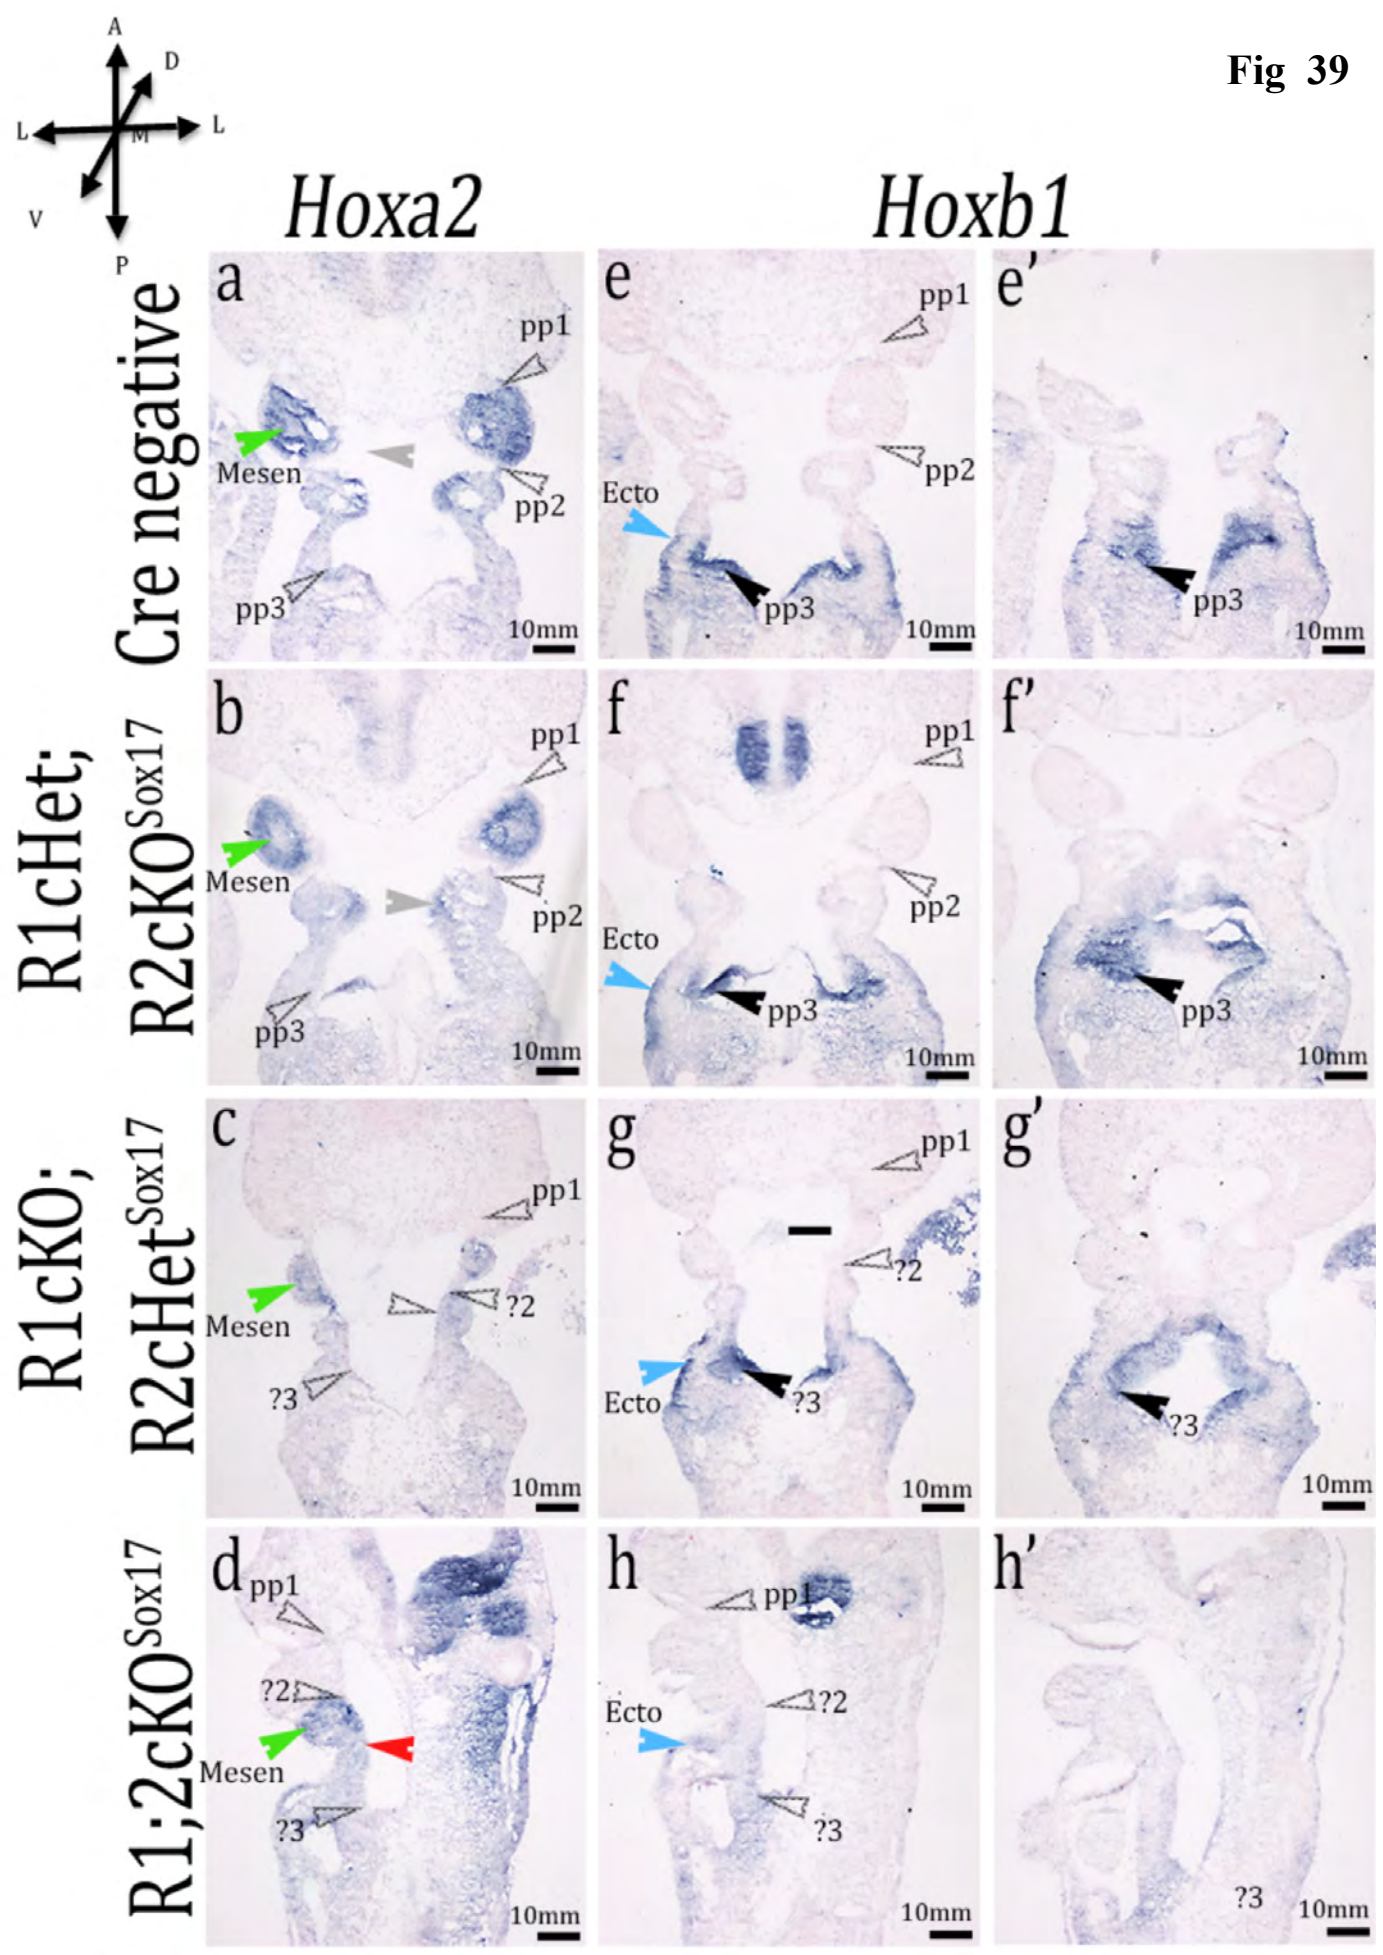 Fig 39
A
D
L
M
L
V
P
Hoxa2
Hoxb1
Cre negative
a
pp1
Mesen
pp2
pp3
10mm
e
pp1
pp2
Ecto
pp3
10mm
e'
pp3
10mm
R1cHet;
R2cKOSox17
b
pp1
Mesen
pp2
pp3
10mm
f
pp1
pp2
Ecto
pp3
10mm
f'
pp3
10mm
R1cKO;
R2cHetSox17
c
pp1
?2
Mesen
?3
10mm
g
pp1
?2
Ecto
?3
10mm
g'
?3
10mm
R1;2cKOSox17
d
pp1
?2
Mesen
?3
10mm
h
pp1
?2
Ecto
?3
10mm
h'
?3
10mm